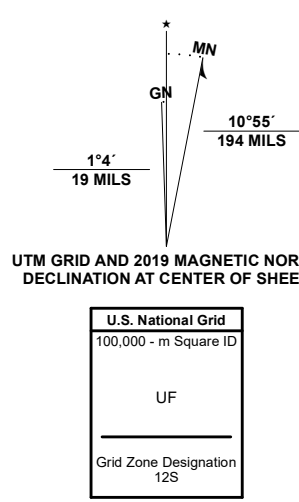 ★
MN
GN
10°55´
194 MILS
1°4´
19 MILS
UTM GRID AND 2019 MAGNETIC NOR
DECLINATION AT CENTER OF SHEE
U.S. National Grid
100,000 - m Square ID
UF
Grid Zone Designation
12S